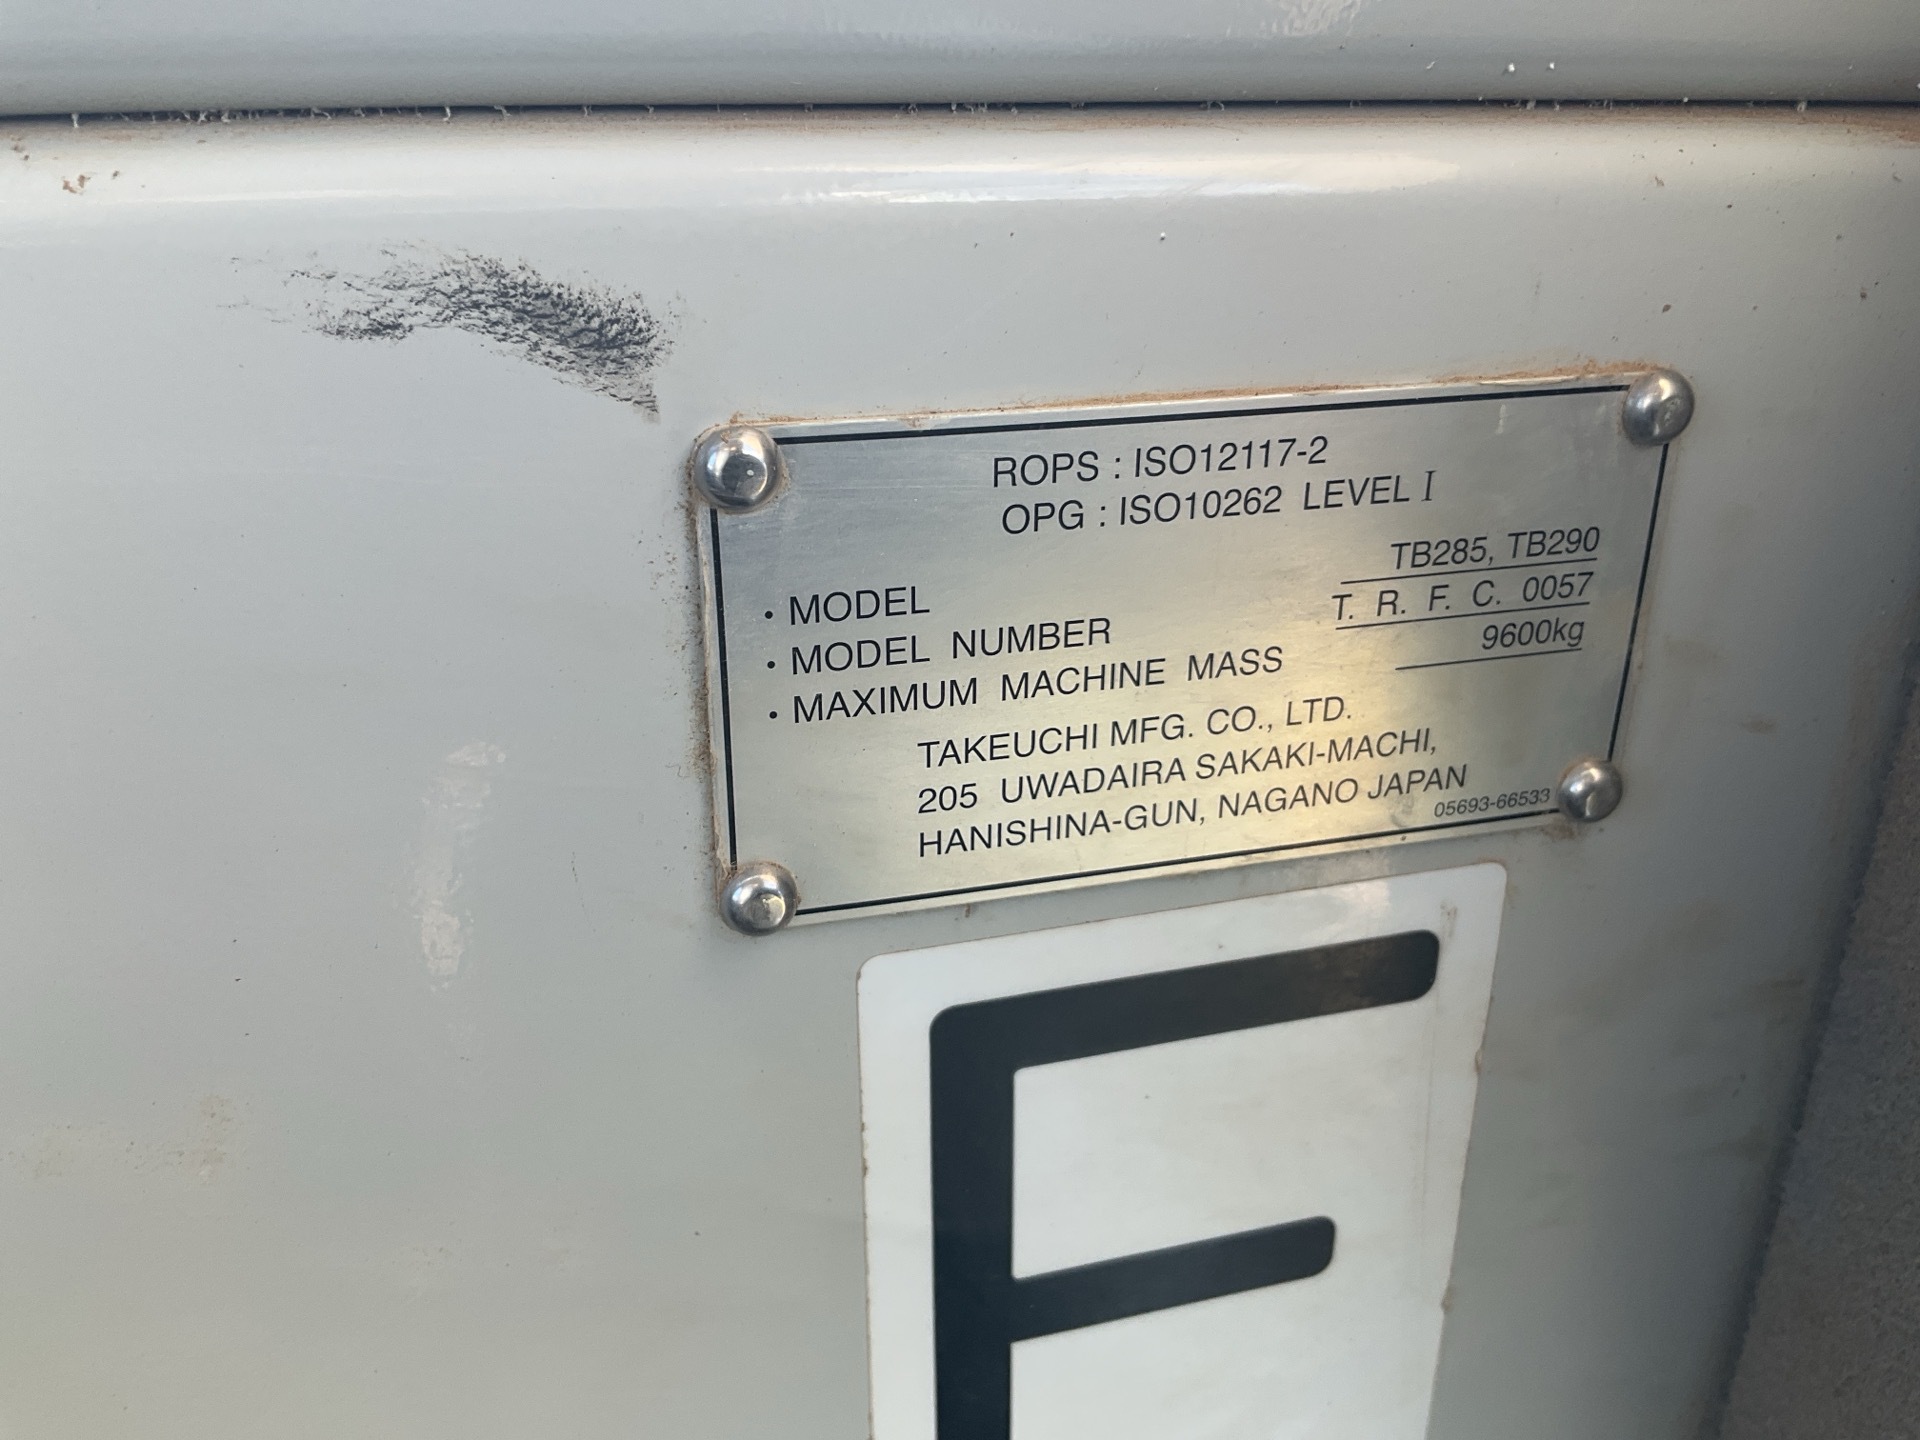 ROPS : ISO12117-2
OPG : ISO10262 LEVEL I
• MODEL TB285, TB290
• MODEL NUMBER T. R. F. C. 0057
• MAXIMUM MACHINE MASS 9600kg
TAKEUCHI MFG. CO., LTD.
205 UWADAIRA SAKAKI-MACHI,
HANISHINA-GUN, NAGANO JAPAN
05693-66533
F